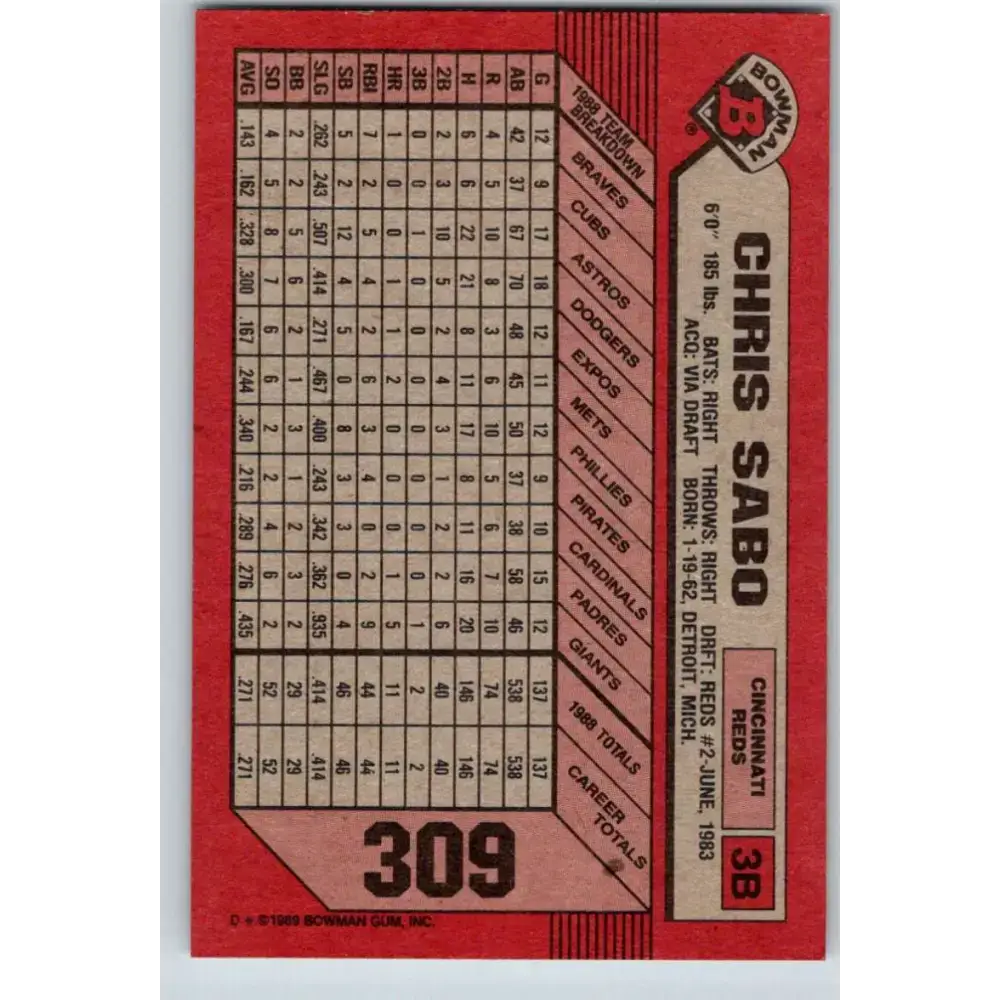 BOWMAN
B ®
CHRIS SABO
CINCINNATI
REDS
3B
6'0" 185 lbs. BATS: RIGHT THROWS: RIGHT DRFT: REDS #2-JUNE, 1983
ACQ: VIA DRAFT BORN: 1-19-62, DETROIT, MICH.
1988 TEAM
BREAKDOWN
BRAVES
CUBS
ASTROS
DODGERS
EXPOS
METS
PHILLIES
PIRATES
CARDINALS
PADRES
GIANTS
1988 TOTALS
CAREER
TOTALS
G 12 9 17 18 12 11 12 9 10 15 12 137 137
AB 42 37 67 70 48 45 50 37 38 58 46 538 538
R 4 5 10 8 3 6 10 5 6 7 10 74 74
H 6 6 22 21 8 11 17 8 11 16 20 146 146
2B 2 3 10 5 2 4 3 1 2 2 6 40 40
3B 0 0 1 0 0 0 0 0 0 0 1 2 2
HR 1 0 0 1 1 2 0 0 0 1 5 11 11
RBI 7 2 5 4 2 6 3 4 0 2 9 44 44
SB 5 2 12 4 5 0 8 3 3 0 4 46 46
SLG .262 .243 .507 .414 .271 .467 .400 .243 .342 .362 .935 .414 .414
BB 2 2 5 6 2 1 3 1 2 3 2 29 29
SO 4 5 8 7 6 6 2 2 4 6 2 52 52
AVG .143 .162 .328 .300 .167 .244 .340 .216 .289 .276 .435 .271 .271
309
D * ©1989 BOWMAN GUM, INC.